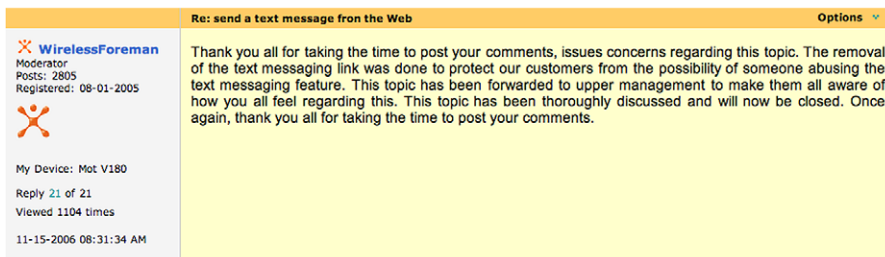 Re: send a text message fron the Web
Options
WirelessForeman
Moderator
Posts: 2805
Registered: 08-01-2005
My Device: Mot V180
Reply 21 of 21
Viewed 1104 times
11-15-2006 08:31:34 AM
Thank you all for taking the time to post your comments, issues concerns regarding this topic. The removal
of the text messaging link was done to protect our customers from the possibility of someone abusing the
text messaging feature. This topic has been forwarded to upper management to make them all aware of
how you all feel regarding this. This topic has been thoroughly discussed and will now be closed. Once
again, thank you all for taking the time to post your comments.